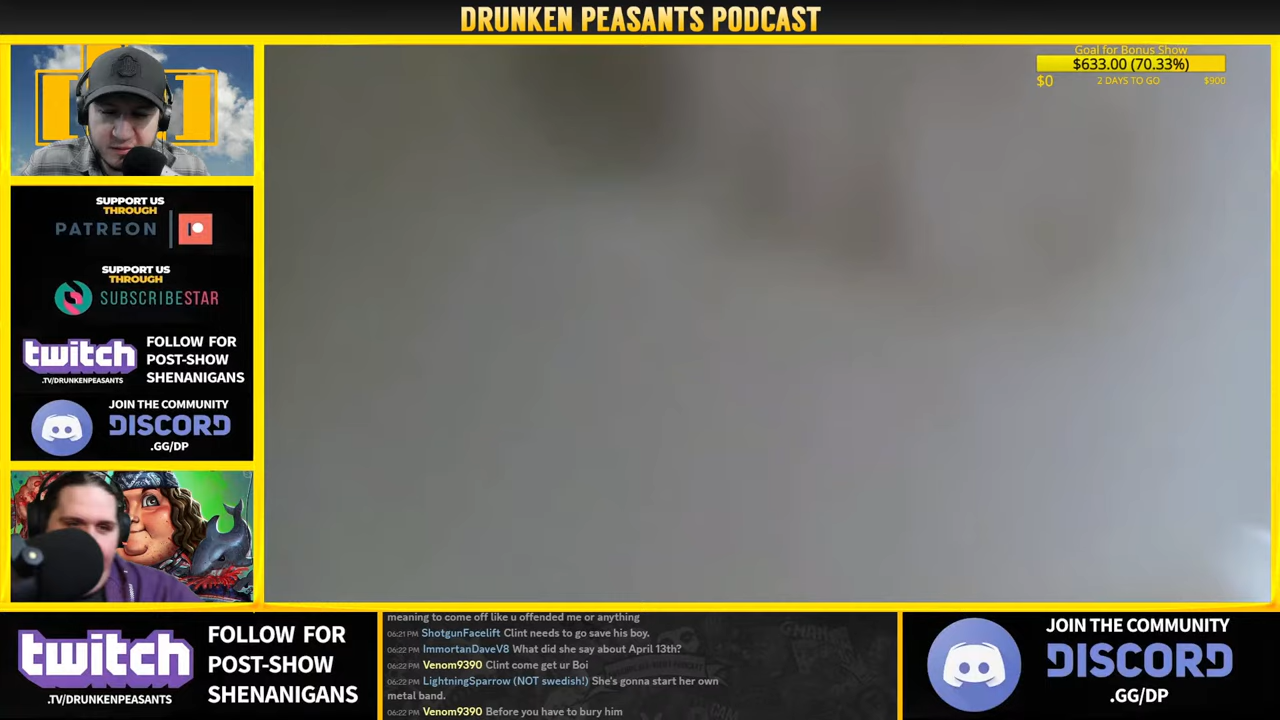 DRUNKEN PEASANTS PODCAST
Goal for Bonus Show
$633.00 (70.33%)
$0
2 DAYS TO GO
$900
SUPPORT US
THROUGH
PATREON
SUPPORT US
THROUGH
SUBSCRIBESTAR
twitch
.TV/DRUNKENPEASANTS
FOLLOW FOR
POST-SHOW
SHENANIGANS
JOIN THE COMMUNITY
DISCORD
.GG/DP
twitch
.TV/DRUNKENPEASANTS
FOLLOW FOR
POST-SHOW
SHENANIGANS
meaning to come off like u offended me or anything
06:21 PM ShotgunFacelift Clint needs to go save his boy.
06:22 PM ImmortanDaveV8 What did she say about April 13th?
06:22 PM Venom9390 Clint come get ur Boi
06:22 PM LightningSparrow (NOT swedish!) She's gonna start her own
metal band.
06:22 PM Venom9390 Before you have to bury him
JOIN THE COMMUNITY
DISCORD
.GG/DP